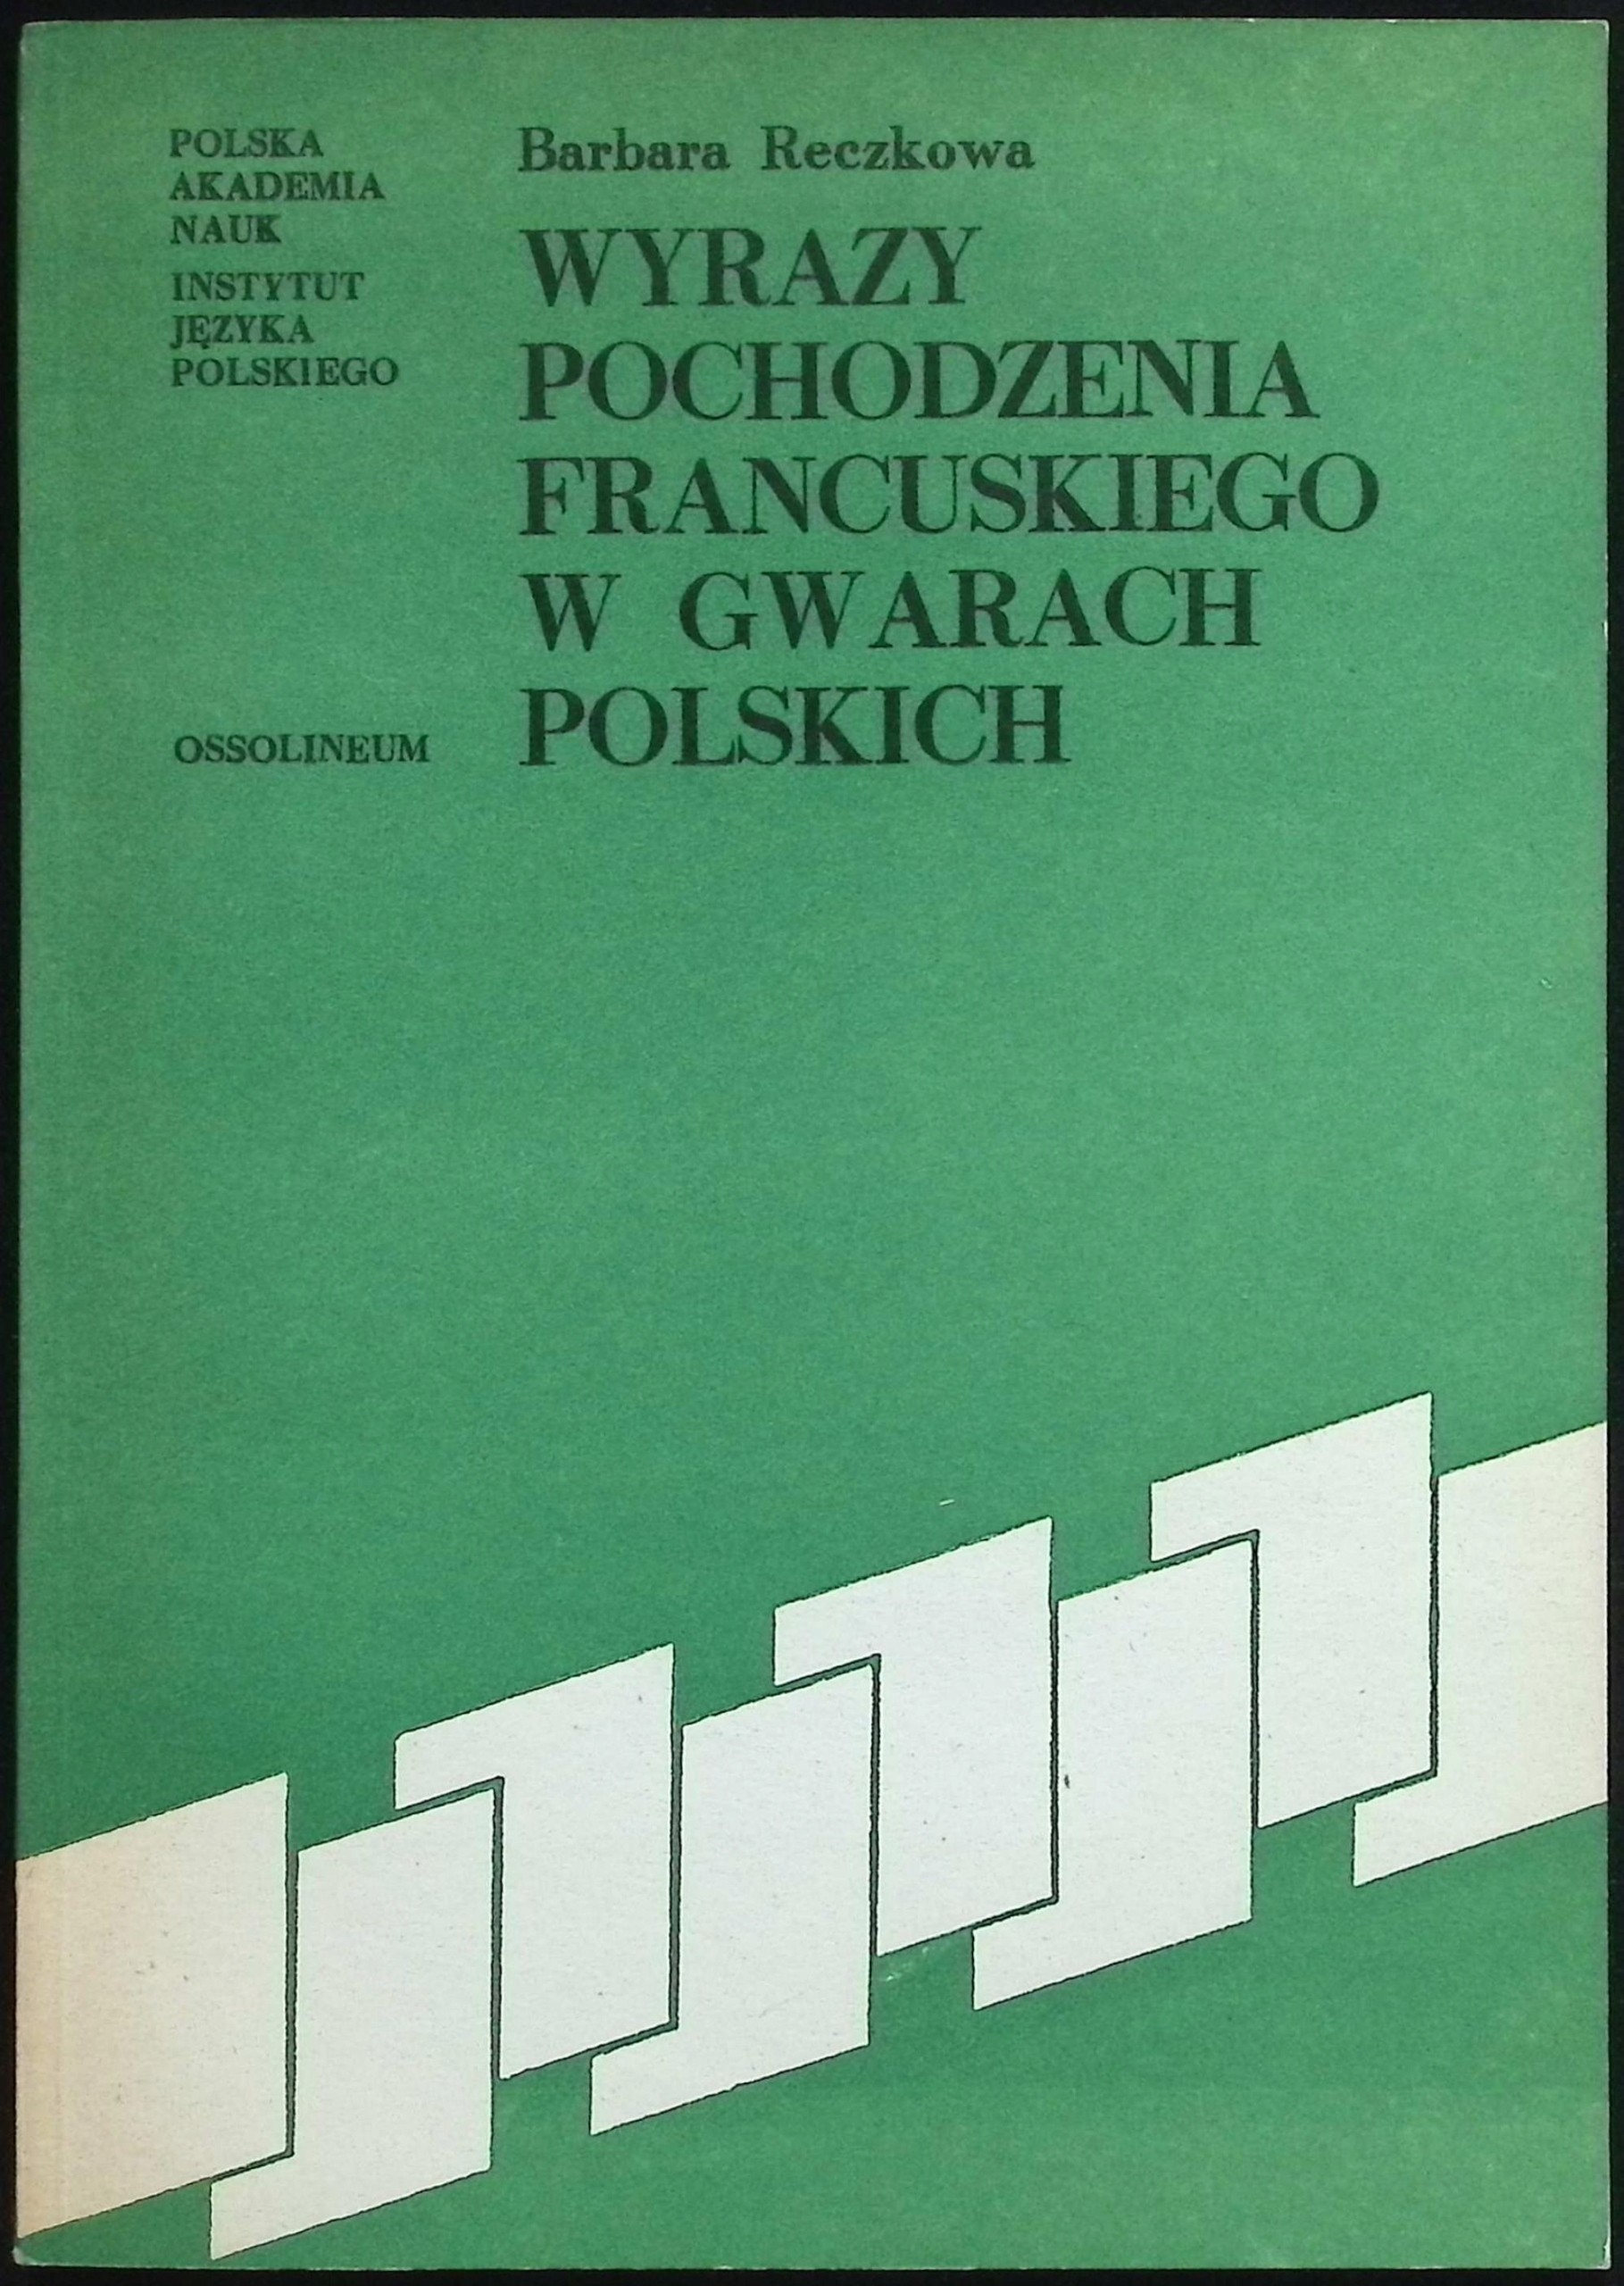 POLSKA
AKADEMIA
NAUK
INSTYTUT
JĘZYKA
POLSKIEGO
OSSOLINEUM
Barbara Reczkowa
WYRAZY
POCHODZENIA
FRANCUSKIEGO
W GWARACH
POLSKICH